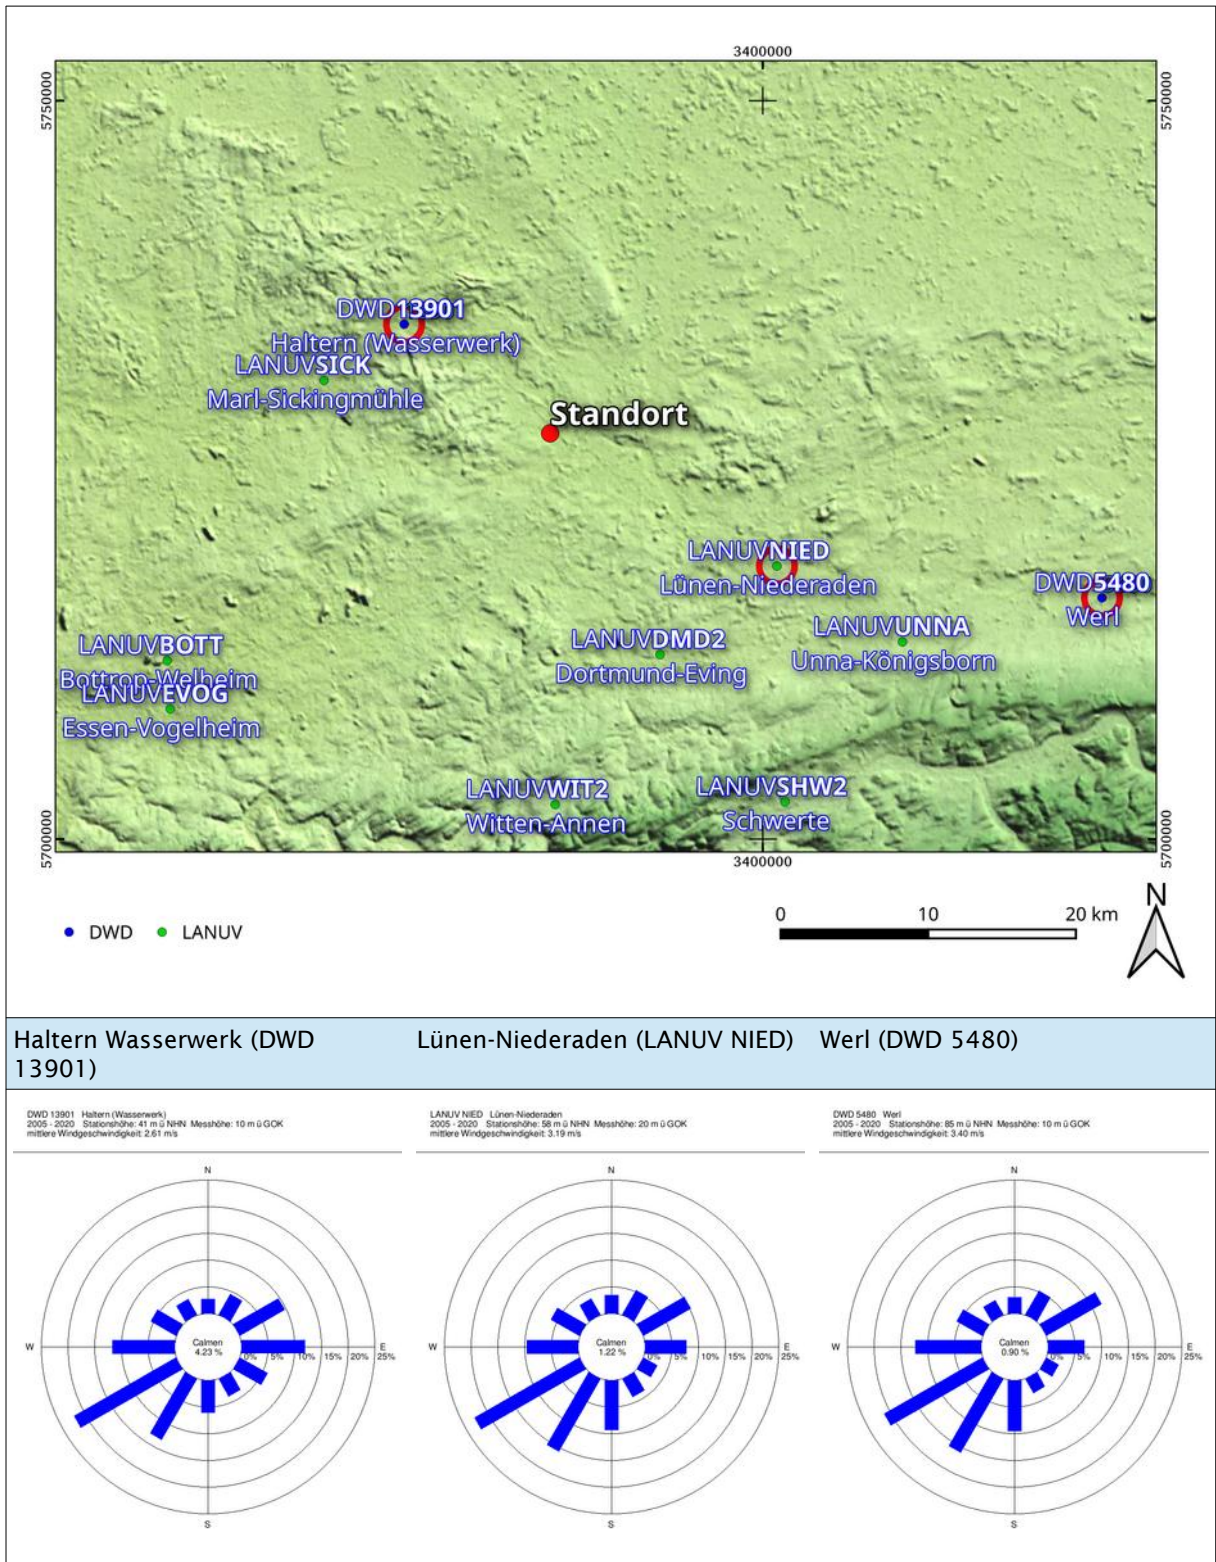 3400000
5750000
5750000
DWD13901
Haltern (Wasserwerk)
LANUVSICK
Marl-Sickingmühle
Standort
LANUVNIED
Lünen-Niederaden
DWD5480
Werl
LANUVUNNA
Unna-Königsborn
LANUVDMD2
Dortmund-Eving
LANUVBOTT
Bottrop-Welheim
LANUVEVOG
Essen-Vogelheim
LANUVWIT2
Witten-Annen
LANUVSHW2
Schwerte
5700000
5700000
3400000
DWD LANUV
0 10 20 km
N
Haltern Wasserwerk (DWD 13901)
Lünen-Niederaden (LANUV NIED)
Werl (DWD 5480)
DWD 13901 Haltern (Wasserwerk)
2005 - 2020 Stationshöhe: 41 m ü NHN Messhöhe: 10 m ü GOK
mittlere Windgeschwindigkeit: 2.61 m/s
N
W
Calmen
4.23 %
0% 5% 10% 15% 20% 25%
E
S
LANUV NIED Lünen-Niederaden
2005 - 2020 Stationshöhe: 58 m ü NHN Messhöhe: 20 m ü GOK
mittlere Windgeschwindigkeit: 3.19 m/s
N
W
Calmen
1.22 %
0% 5% 10% 15% 20% 25%
E
S
DWD 5480 Werl
2005 - 2020 Stationshöhe: 85 m ü NHN Messhöhe: 10 m ü GOK
mittlere Windgeschwindigkeit: 3.40 m/s
N
W
Calmen
0.90 %
0% 5% 10% 15% 20% 25%
E
S